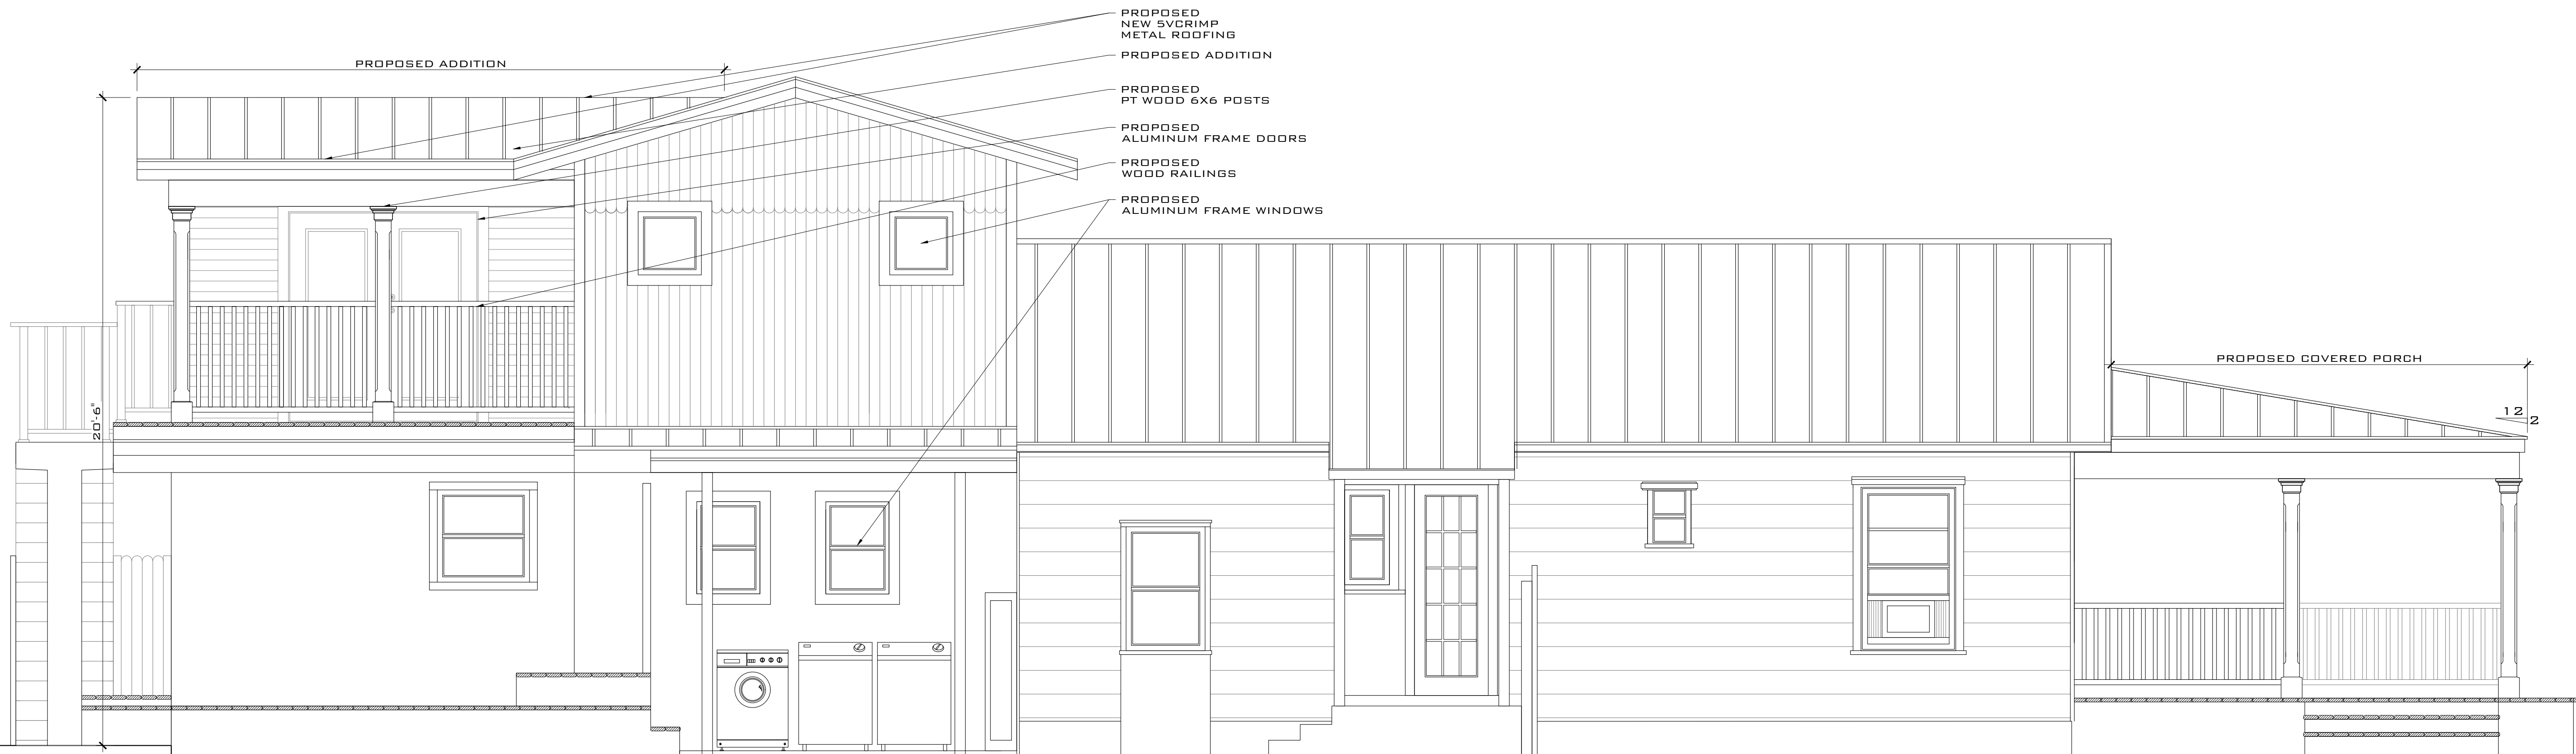 PROPOSED
NEW 5VCRIMP
METAL ROOFING
PROPOSED ADDITION
PROPOSED ADDITION
PROPOSED
PT WOOD 6X6 POSTS
PROPOSED
ALUMINUM FRAME DOORS
PROPOSED
WOOD RAILINGS
PROPOSED
ALUMINUM FRAME WINDOWS
PROPOSED COVERED PORCH
20'-6"
12
2